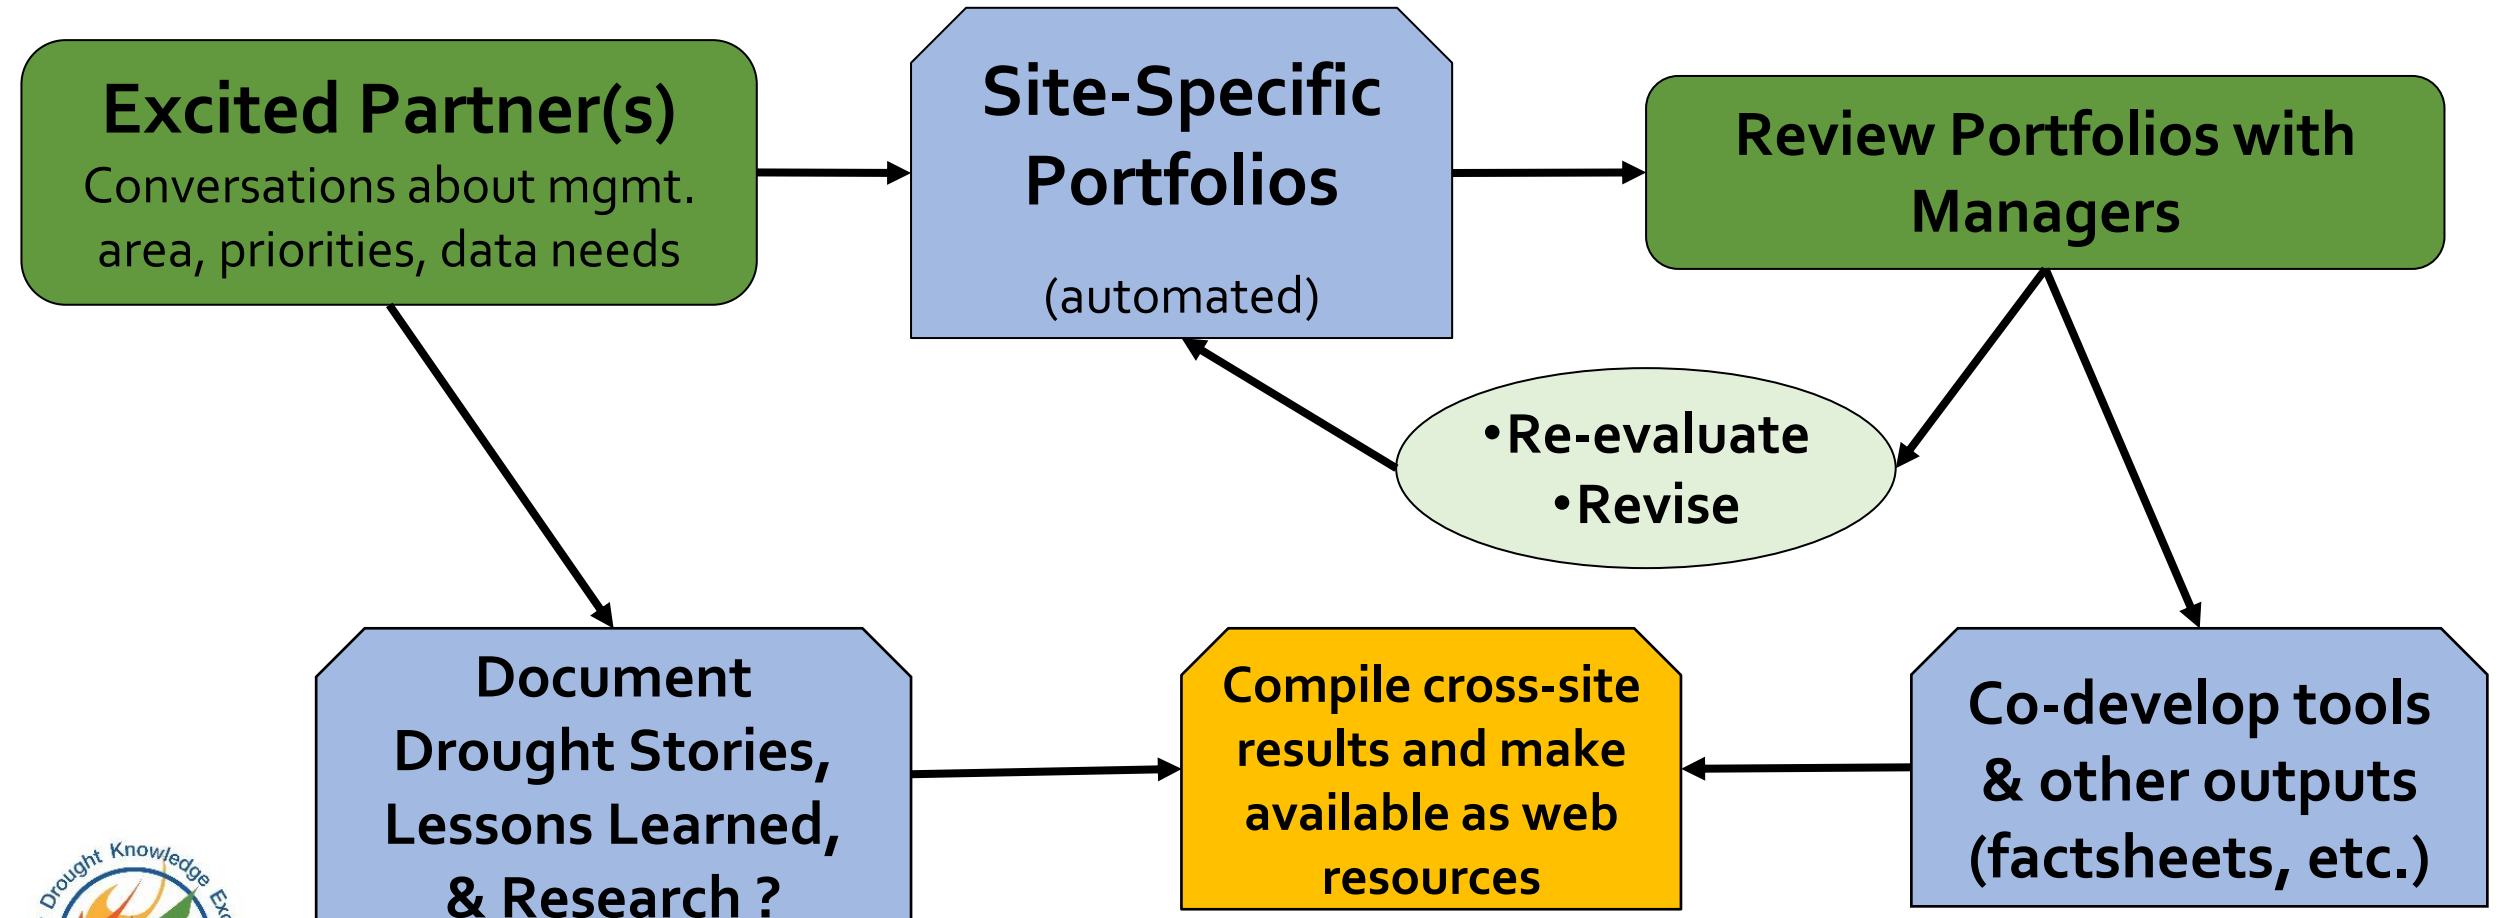 Excited Partner(s)
Conversations about mgmt.
area, priorities, data needs
Site-Specific
Portfolios
(automated)
Review Portfolios with
Managers
•Re-evaluate
•Revise
Document
Drought Stories,
Lessons Learned,
& Research ?
Compile cross-site
results and make
available as web
resources
Co-develop tools
& other outputs
(factsheets, etc.)
Drought Knowledge